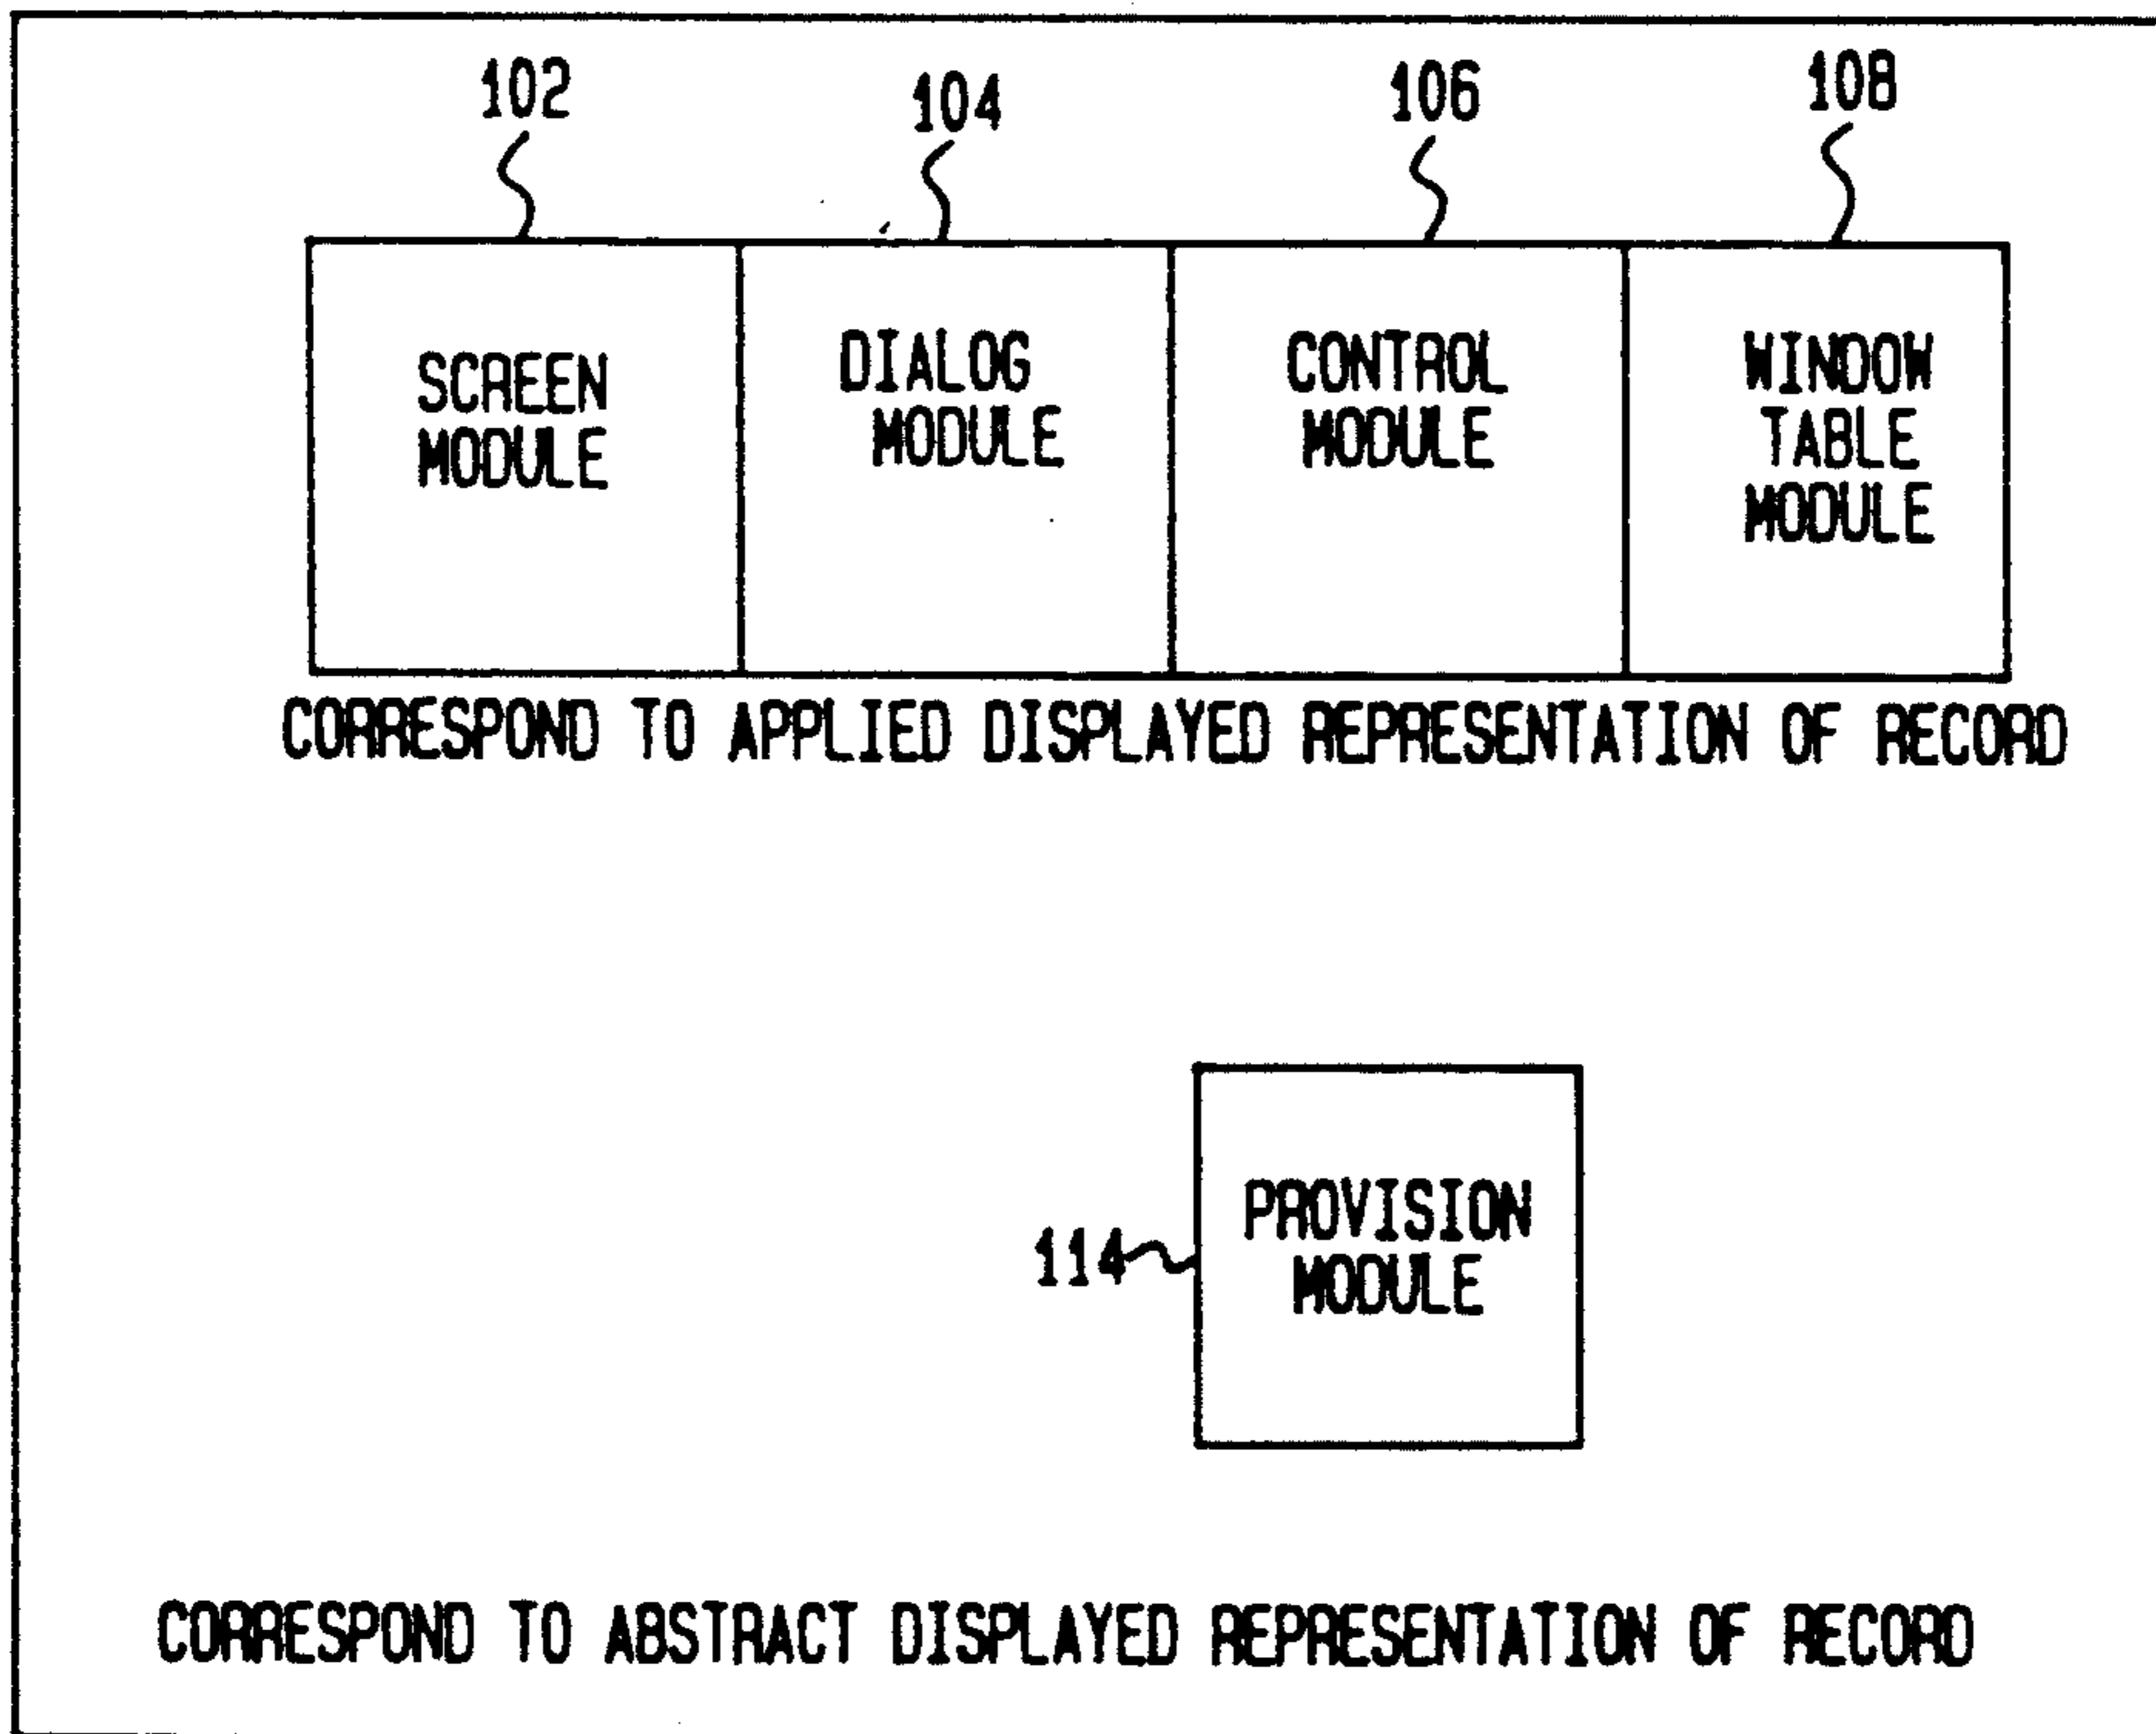 102
104
106
108
SCREEN
MODULE
DIALOG
MODULE
CONTROL
MODULE
WINDOW
TABLE
MODULE
CORRESPOND TO APPLIED DISPLAYED REPRESENTATION OF RECORD
114
PROVISION
MODULE
CORRESPOND TO ABSTRACT DISPLAYED REPRESENTATION OF RECORD